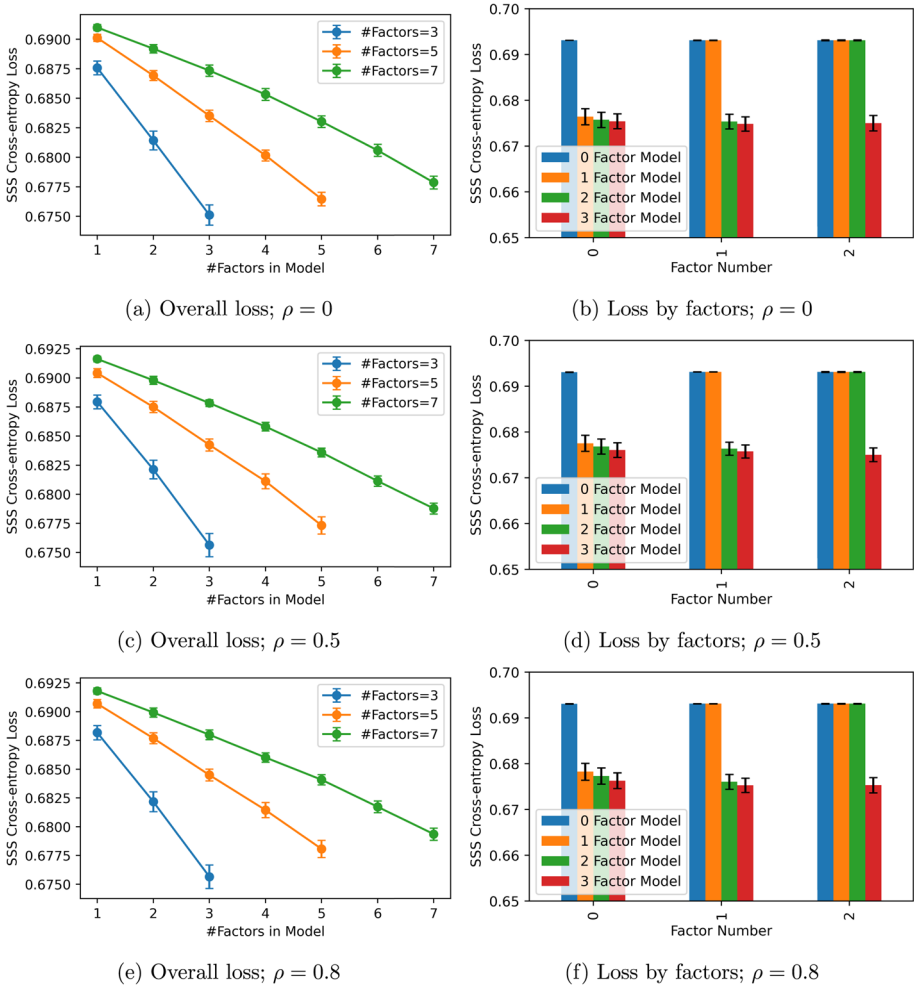 SSS Cross-entropy Loss
0.6900
0.6875
0.6850
0.6825
0.6800
0.6775
0.6750
#Factors=3
#Factors=5
#Factors=7
1 2 3 4 5 6 7
#Factors in Model
(a) Overall loss; ρ = 0
SSS Cross-entropy Loss
0.70
0.69
0.68
0.67
0.66
0.65
0 Factor Model
1 Factor Model
2 Factor Model
3 Factor Model
0 1 2
Factor Number
(b) Loss by factors; ρ = 0
SSS Cross-entropy Loss
0.6925
0.6900
0.6875
0.6850
0.6825
0.6800
0.6775
0.6750
#Factors=3
#Factors=5
#Factors=7
1 2 3 4 5 6 7
#Factors in Model
(c) Overall loss; ρ = 0.5
SSS Cross-entropy Loss
0.70
0.69
0.68
0.67
0.66
0.65
0 Factor Model
1 Factor Model
2 Factor Model
3 Factor Model
0 1 2
Factor Number
(d) Loss by factors; ρ = 0.5
SSS Cross-entropy Loss
0.6925
0.6900
0.6875
0.6850
0.6825
0.6800
0.6775
0.6750
#Factors=3
#Factors=5
#Factors=7
1 2 3 4 5 6 7
#Factors in Model
(e) Overall loss; ρ = 0.8
SSS Cross-entropy Loss
0.70
0.69
0.68
0.67
0.66
0.65
0 Factor Model
1 Factor Model
2 Factor Model
3 Factor Model
0 1 2
Factor Number
(f) Loss by factors; ρ = 0.8